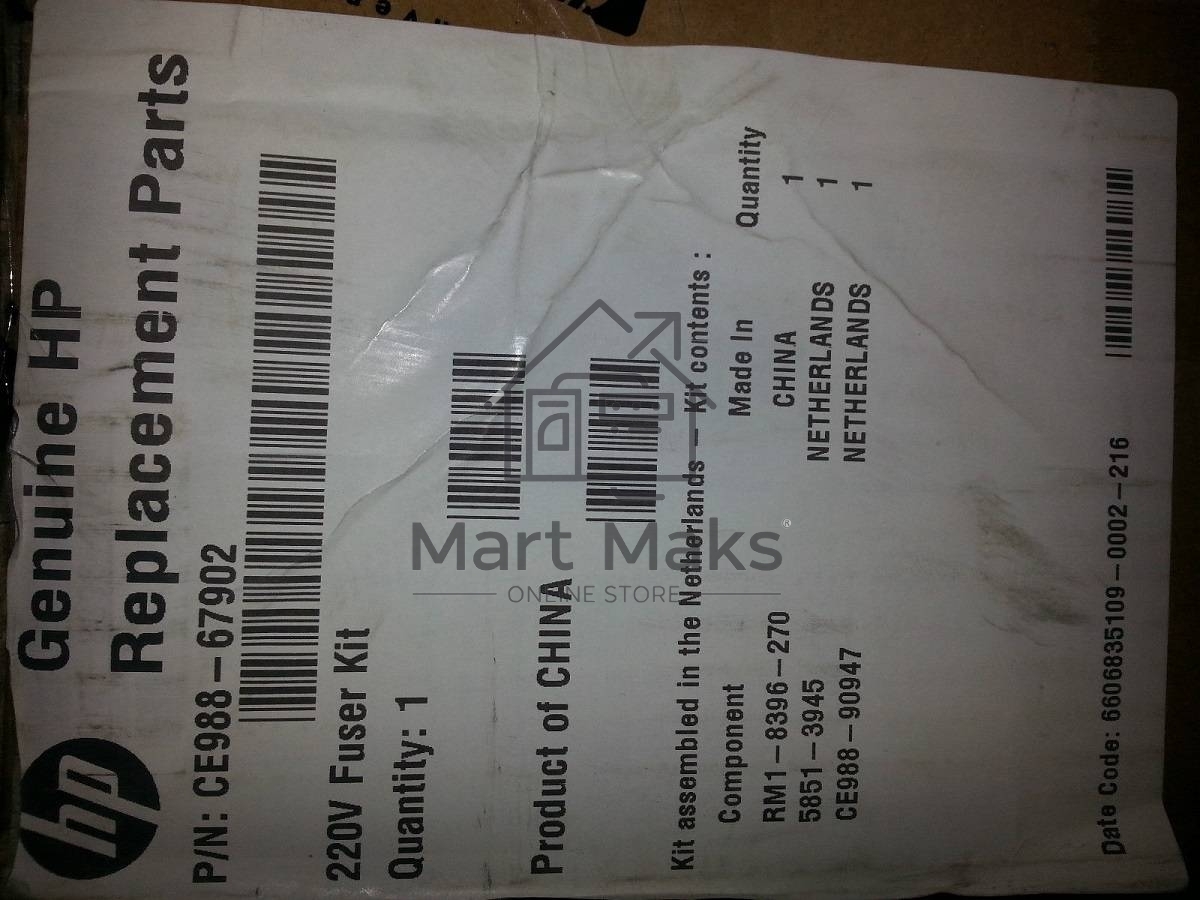 hp
Genuine HP
Replacement Parts
P/N: CE988-67902
220V Fuser Kit
Quantity: 1
Product of CHINA
Kit assembled in the Netherlands - Kit contents :
Component Made In Quantity
RM1-8396-270 CHINA 1
5851-3945 NETHERLANDS 1
CE988-90947 NETHERLANDS 1
Date Code: 6606835109-0002-216
Mart Maks®
ONLINE STORE